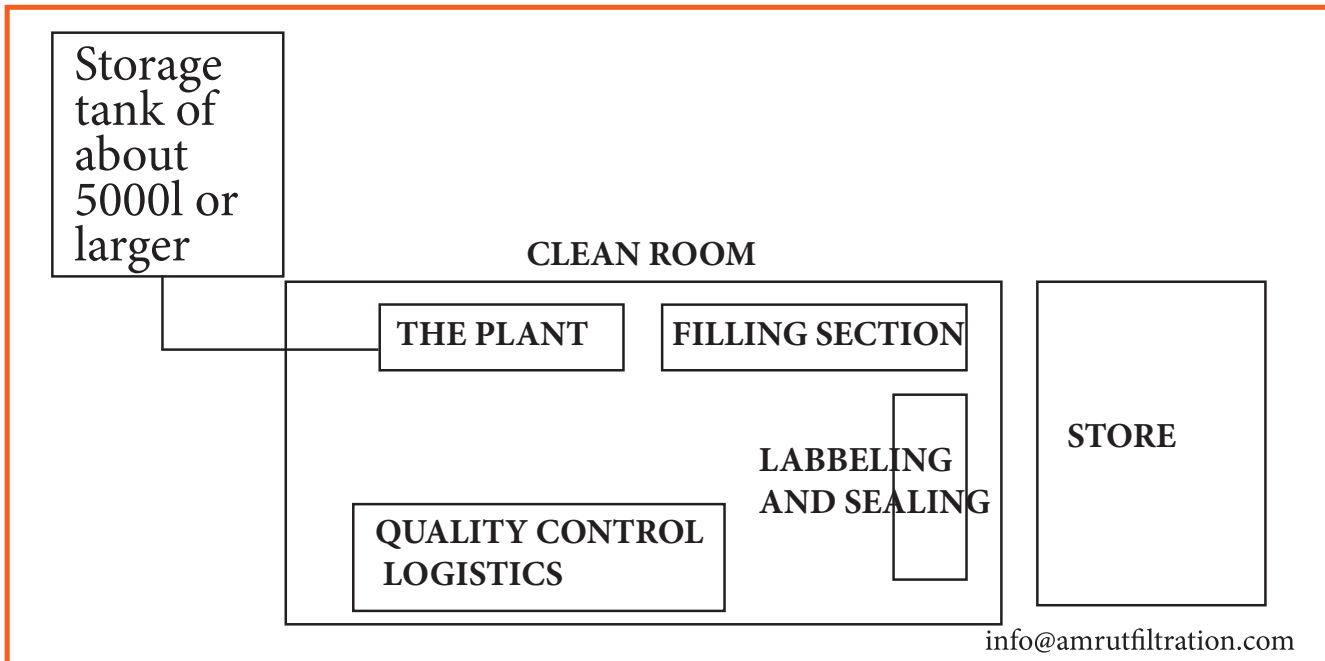 Storage
tank of
about
5000l or
larger
CLEAN ROOM
THE PLANT
FILLING SECTION
LABBELING
AND SEALING
QUALITY CONTROL
LOGISTICS
STORE
info@amrutfiltration.com